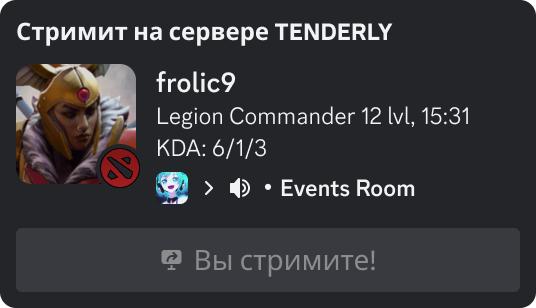 Стримит на сервере TENDERLY
frolic9
Legion Commander 12 lvl, 15:31
KDA: 6/1/3
• Events Room
Вы стримите!